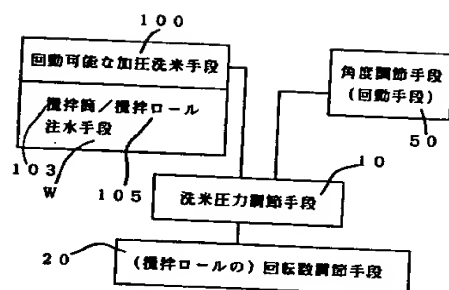 100
回動可能な加圧洗米手段
攪拌筒/攪拌ロール
注水手段
103
W
105
角度調節手段
(回動手段)
50
10
洗米圧力調節手段
20
(攪拌ロールの)回転数調節手段